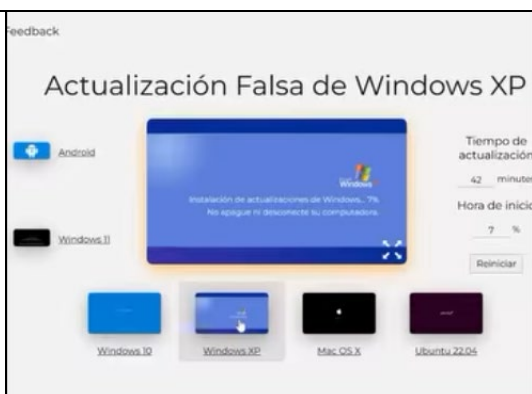 Feedback
Actualización Falsa de Windows XP
Android
Windows
Instalación de actualizaciones de Windows... 7%
No apague ni desconecte su computadora.
Tiempo de
actualización
42 minutes
Hora de inicio
7 %
Reiniciar
Windows 11
Windows 10
Windows XP
Mac OS X
Ubuntu 22.04